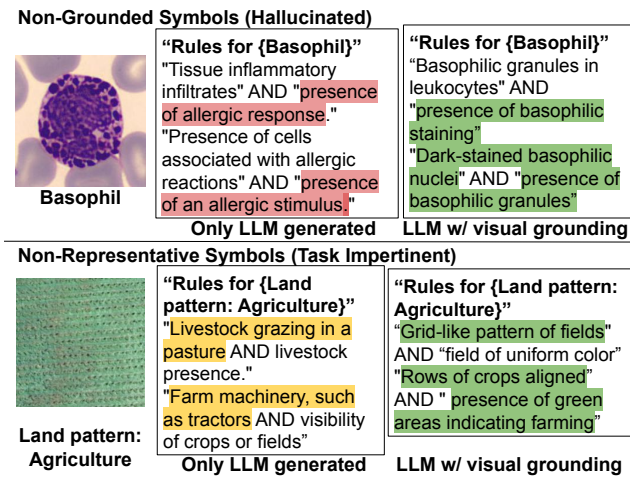 Non-Grounded Symbols (Hallucinated)
Basophil
“Rules for {Basophil}”
"Tissue inflammatory
infiltrates" AND "presence
of allergic response."
"Presence of cells
associated with allergic
reactions" AND "presence
of an allergic stimulus."
Only LLM generated
“Rules for {Basophil}”
“Basophilic granules in
leukocytes" AND
"presence of basophilic
staining”
"Dark-stained basophilic
nuclei" AND "presence of
basophilic granules”
LLM w/ visual grounding
Non-Representative Symbols (Task Impertinent)
Land pattern:
Agriculture
“Rules for {Land
pattern: Agriculture}”
"Livestock grazing in a
pasture AND livestock
presence."
"Farm machinery, such
as tractors AND visibility
of crops or fields”
Only LLM generated
“Rules for {Land pattern:
Agriculture}”
“Grid-like pattern of fields"
AND “field of uniform color”
"Rows of crops aligned”
AND " presence of green
areas indicating farming”
LLM w/ visual grounding